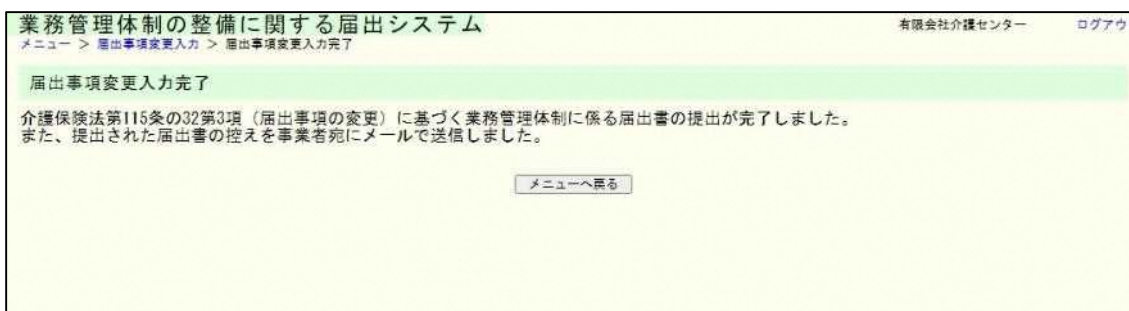 業務管理体制の整備に関する届出システム
有限会社介護センター ログアウ
メニュー > 届出事項変更入力 > 届出事項変更入力完了
届出事項変更入力完了
介護保険法第115条の32第3項（届出事項の変更）に基づく業務管理体制に係る届出書の提出が完了しました。
また、提出された届出書の控えを事業者宛にメールで送信しました。
メニューへ戻る